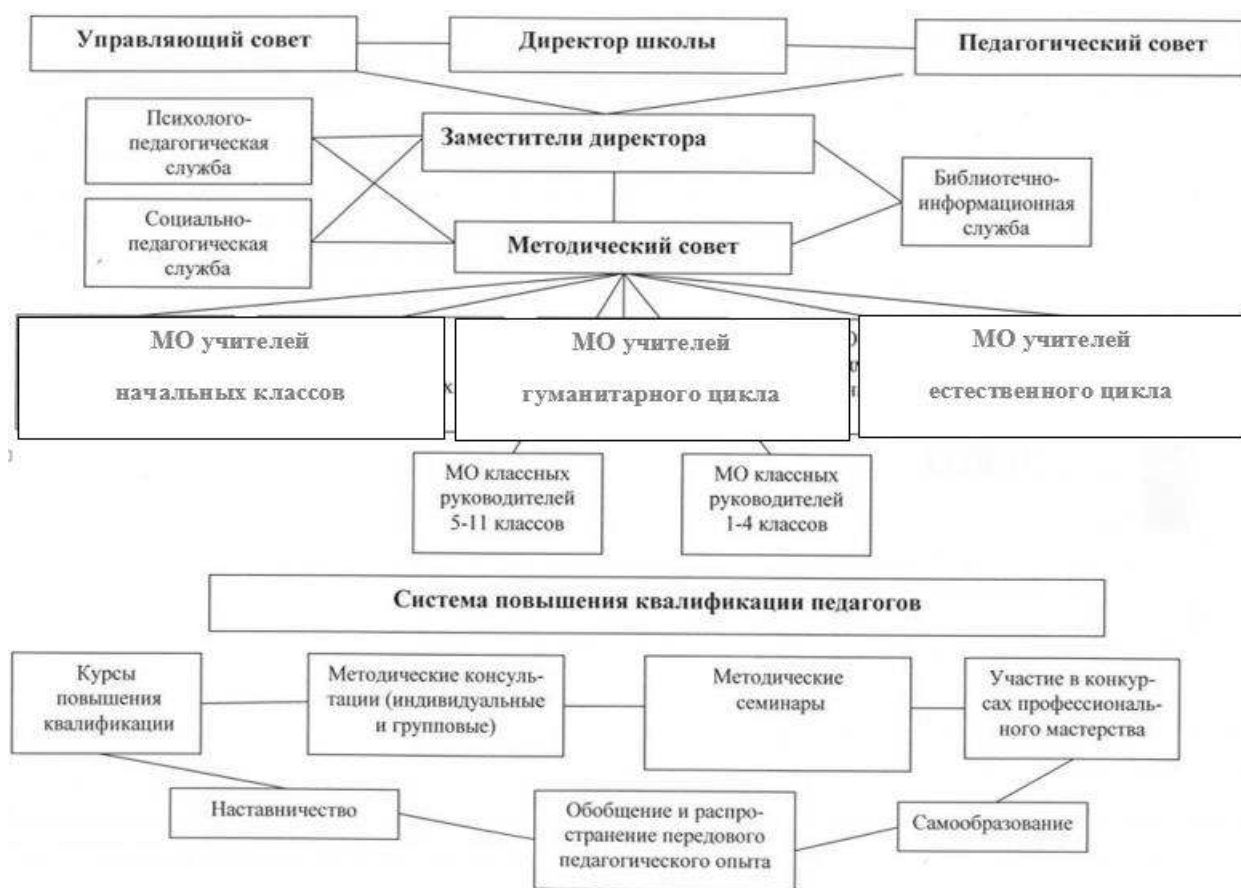 Управляющий совет
Директор школы
Педагогический совет
Психолого-
педагогическая
служба
Заместители директора
Библиотечно-
информационная
служба
Социально-
педагогическая
служба
Методический совет
МО учителей
начальных классов
МО учителей
гуманитарного цикла
МО учителей
естественного цикла
МО классных
руководителей
5-11 классов
МО классных
руководителей
1-4 классов
Система повышения квалификации педагогов
Курсы
повышения
квалификации
Методические консуль-
тации (индивидуальные
и групповые)
Методические
семинары
Участие в конкур-
сах профессиональ-
ного мастерства
Наставничество
Обобщение и распро-
странение передового
педагогического опыта
Самообразование